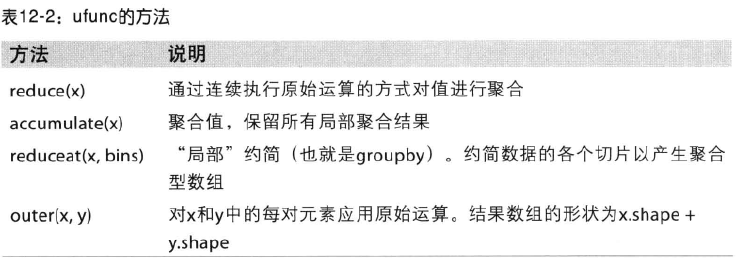 表12-2：ufunc的方法
方法 说明
reduce(x) 通过连续执行原始运算的方式对值进行聚合
accumulate(x) 聚合值，保留所有局部聚合结果
reduceat(x, bins) “局部”约简（也就是groupby）。约简数据的各个切片以产生聚合
型数组
outer(x, y) 对x和y中的每对元素应用原始运算。结果数组的形状为x.shape +
y.shape